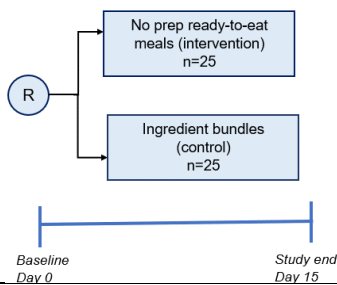 No prep ready-to-eat
meals (intervention)
n=25
R
Ingredient bundles
(control)
n=25
Baseline
Day 0
Study end
Day 15